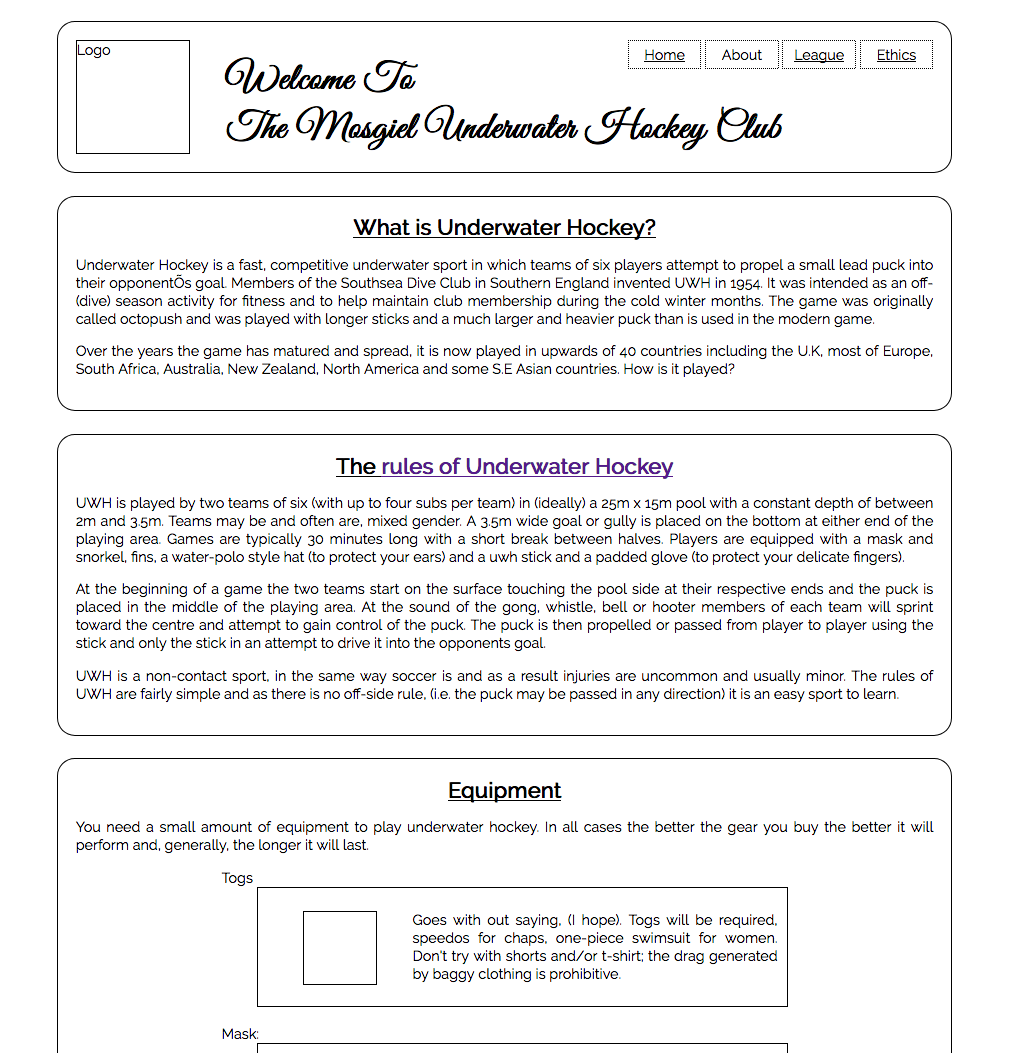 Logo
Home About League Ethics
Welcome To
The Mosgiel Underwater Hockey Club
What is Underwater Hockey?
Underwater Hockey is a fast, competitive underwater sport in which teams of six players attempt to propel a small lead puck into
their opponentÕs goal. Members of the Southsea Dive Club in Southern England invented UWH in 1954. It was intended as an off-
(dive) season activity for fitness and to help maintain club membership during the cold winter months. The game was originally
called octopush and was played with longer sticks and a much larger and heavier puck than is used in the modern game.
Over the years the game has matured and spread, it is now played in upwards of 40 countries including the U.K, most of Europe,
South Africa, Australia, New Zealand, North America and some S.E Asian countries. How is it played?
The rules of Underwater Hockey
UWH is played by two teams of six (with up to four subs per team) in (ideally) a 25m x 15m pool with a constant depth of between
2m and 3.5m. Teams may be and often are, mixed gender. A 3.5m wide goal or gully is placed on the bottom at either end of the
playing area. Games are typically 30 minutes long with a short break between halves. Players are equipped with a mask and
snorkel, fins, a water-polo style hat (to protect your ears) and a uwh stick and a padded glove (to protect your delicate fingers).
At the beginning of a game the two teams start on the surface touching the pool side at their respective ends and the puck is
placed in the middle of the playing area. At the sound of the gong, whistle, bell or hooter members of each team will sprint
toward the centre and attempt to gain control of the puck. The puck is then propelled or passed from player to player using the
stick and only the stick in an attempt to drive it into the opponents goal.
UWH is a non-contact sport, in the same way soccer is and as a result injuries are uncommon and usually minor. The rules of
UWH are fairly simple and as there is no off-side rule, (i.e. the puck may be passed in any direction) it is an easy sport to learn.
Equipment
You need a small amount of equipment to play underwater hockey. In all cases the better the gear you buy the better it will
perform and, generally, the longer it will last.
Togs
Goes with out saying, (I hope). Togs will be required,
speedos for chaps, one-piece swimsuit for women.
Don't try with shorts and/or t-shirt; the drag generated
by baggy clothing is prohibitive.
Mask: